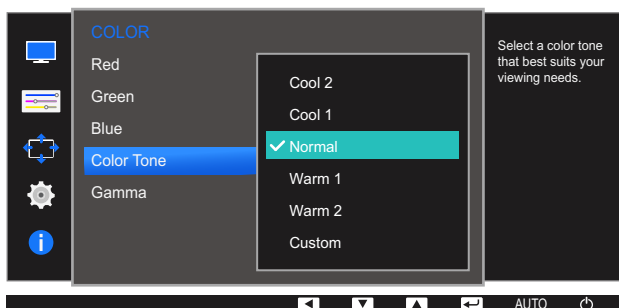 COLOR
Red
Green
Blue
Color Tone
Gamma
Cool 2
Cool 1
Normal
Warm 1
Warm 2
Custom
Select a color tone
that best suits your
viewing needs.
AUTO